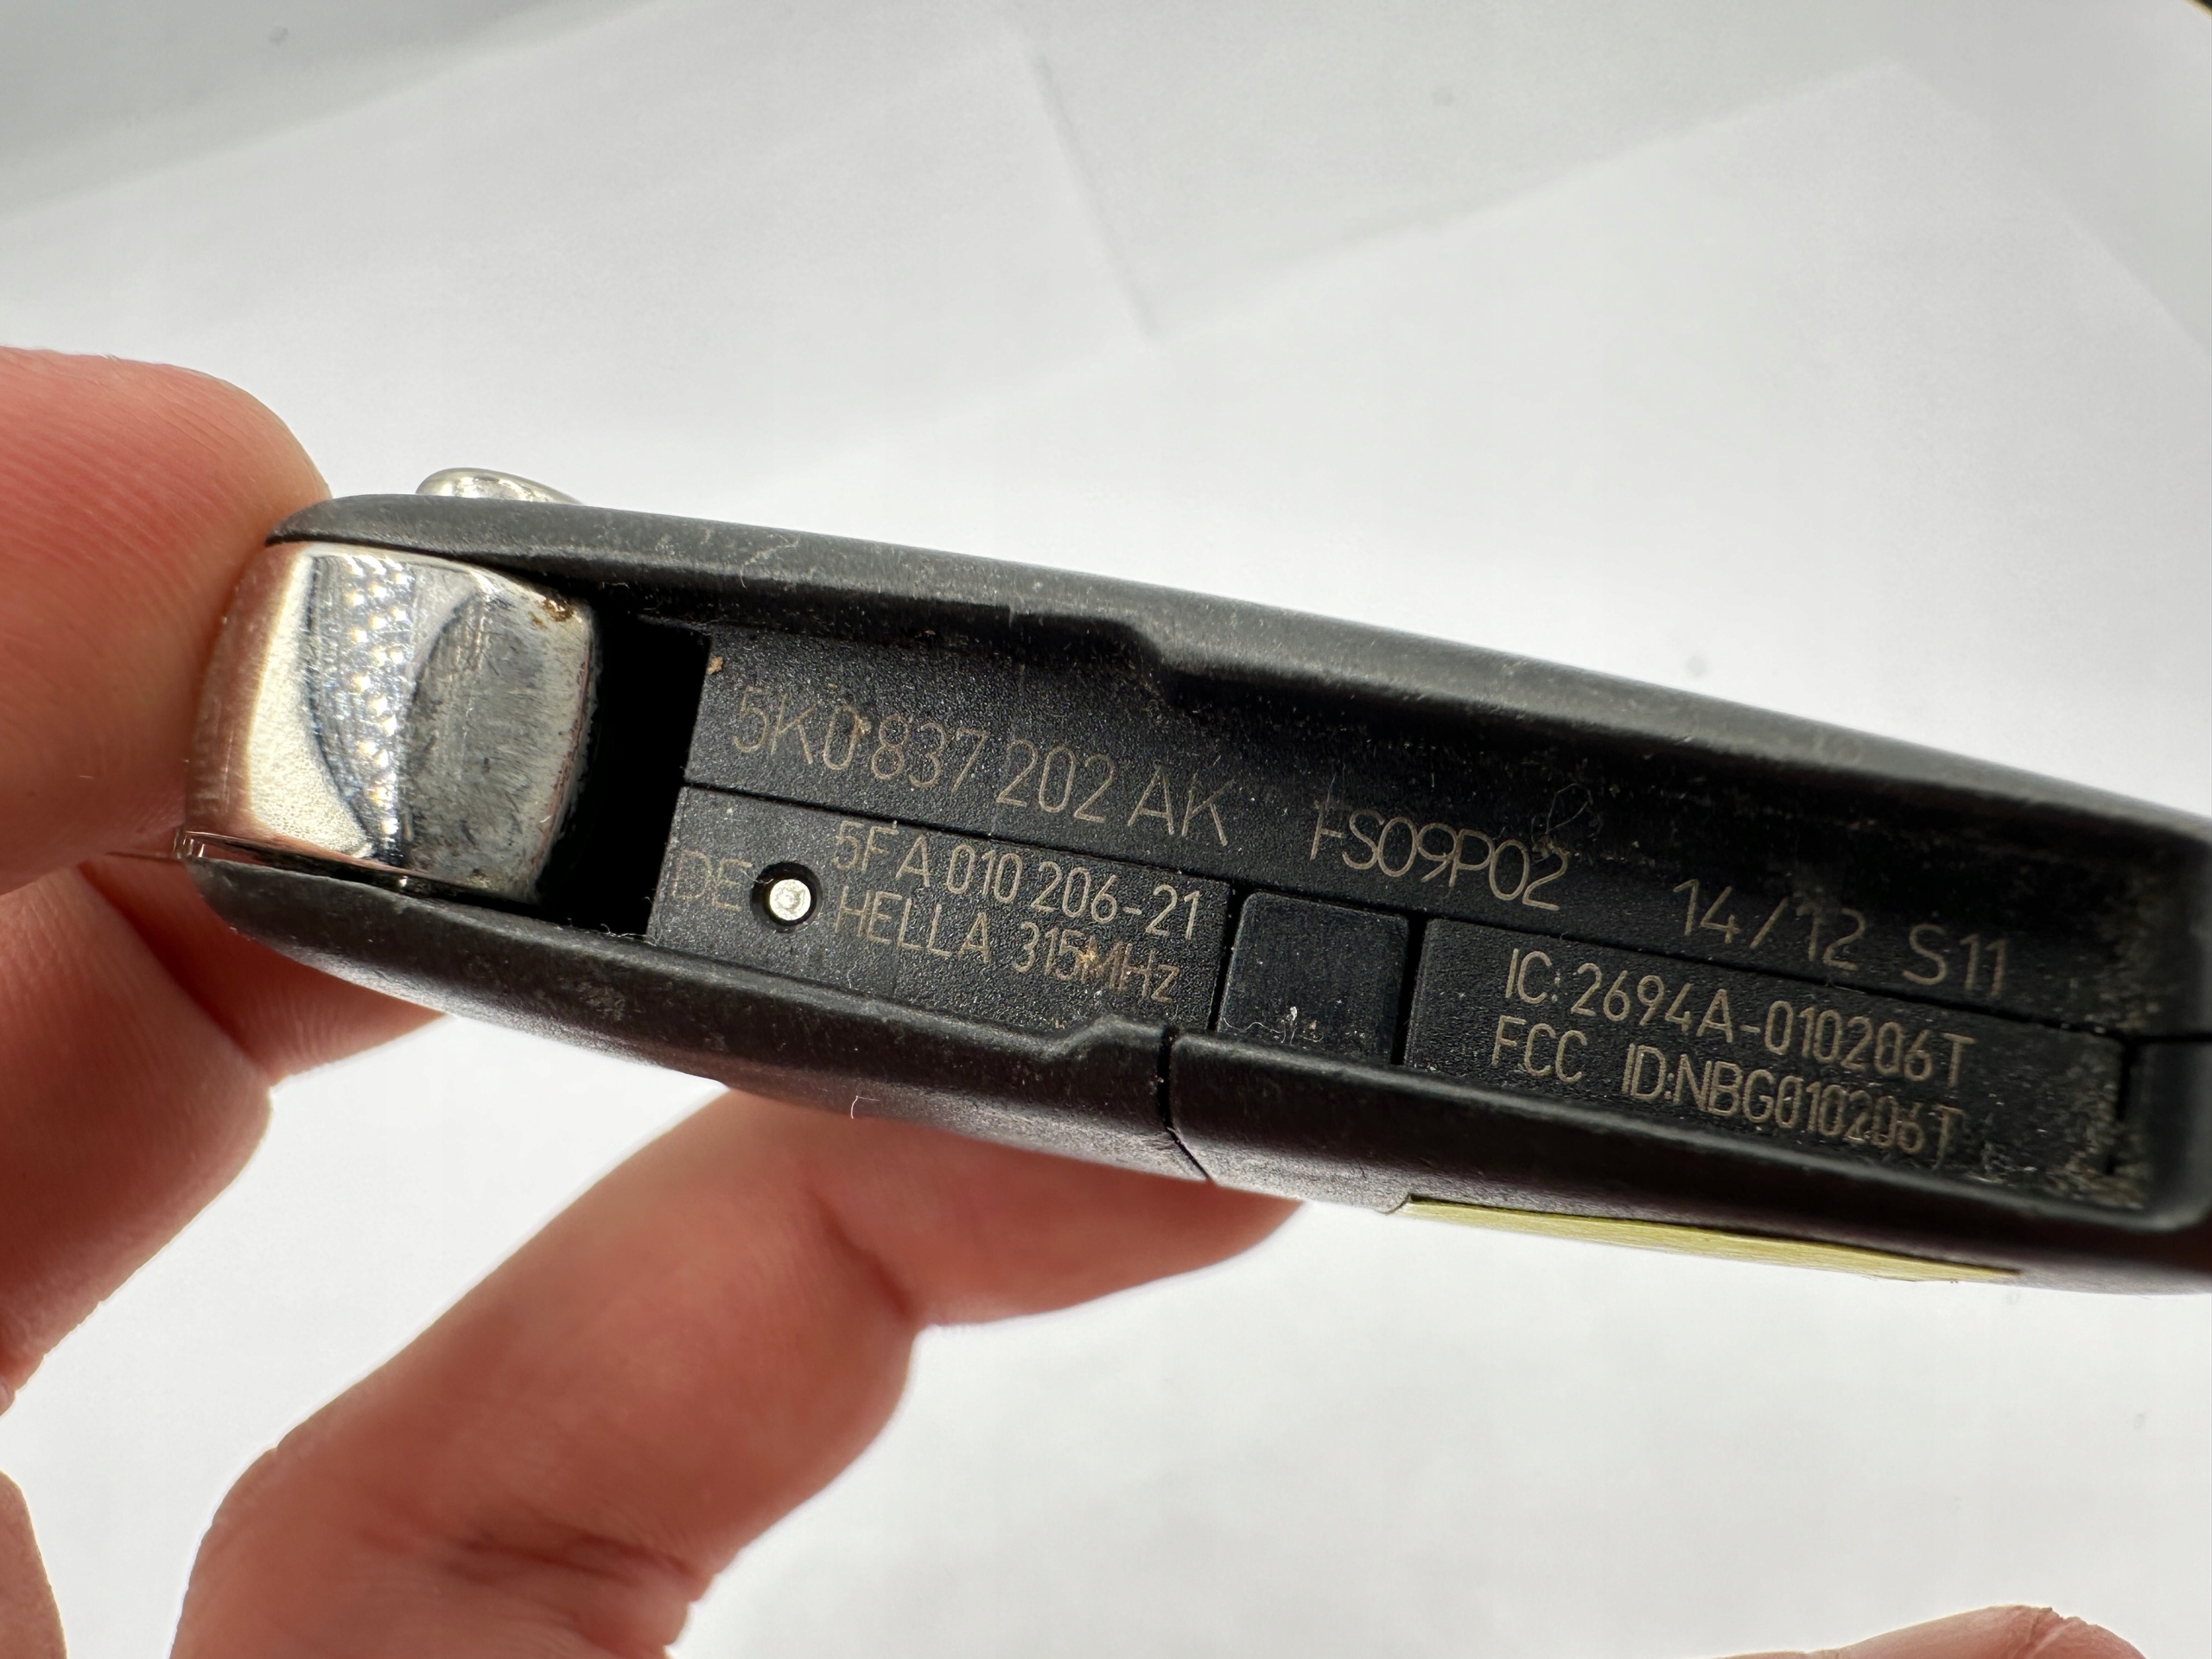 5K0 837 202 AK FS09P02 14/12 S11
DE
5FA 010 206-21
HELLA 315MHz
IC: 2694A-010206T
FCC ID:NBG010206T